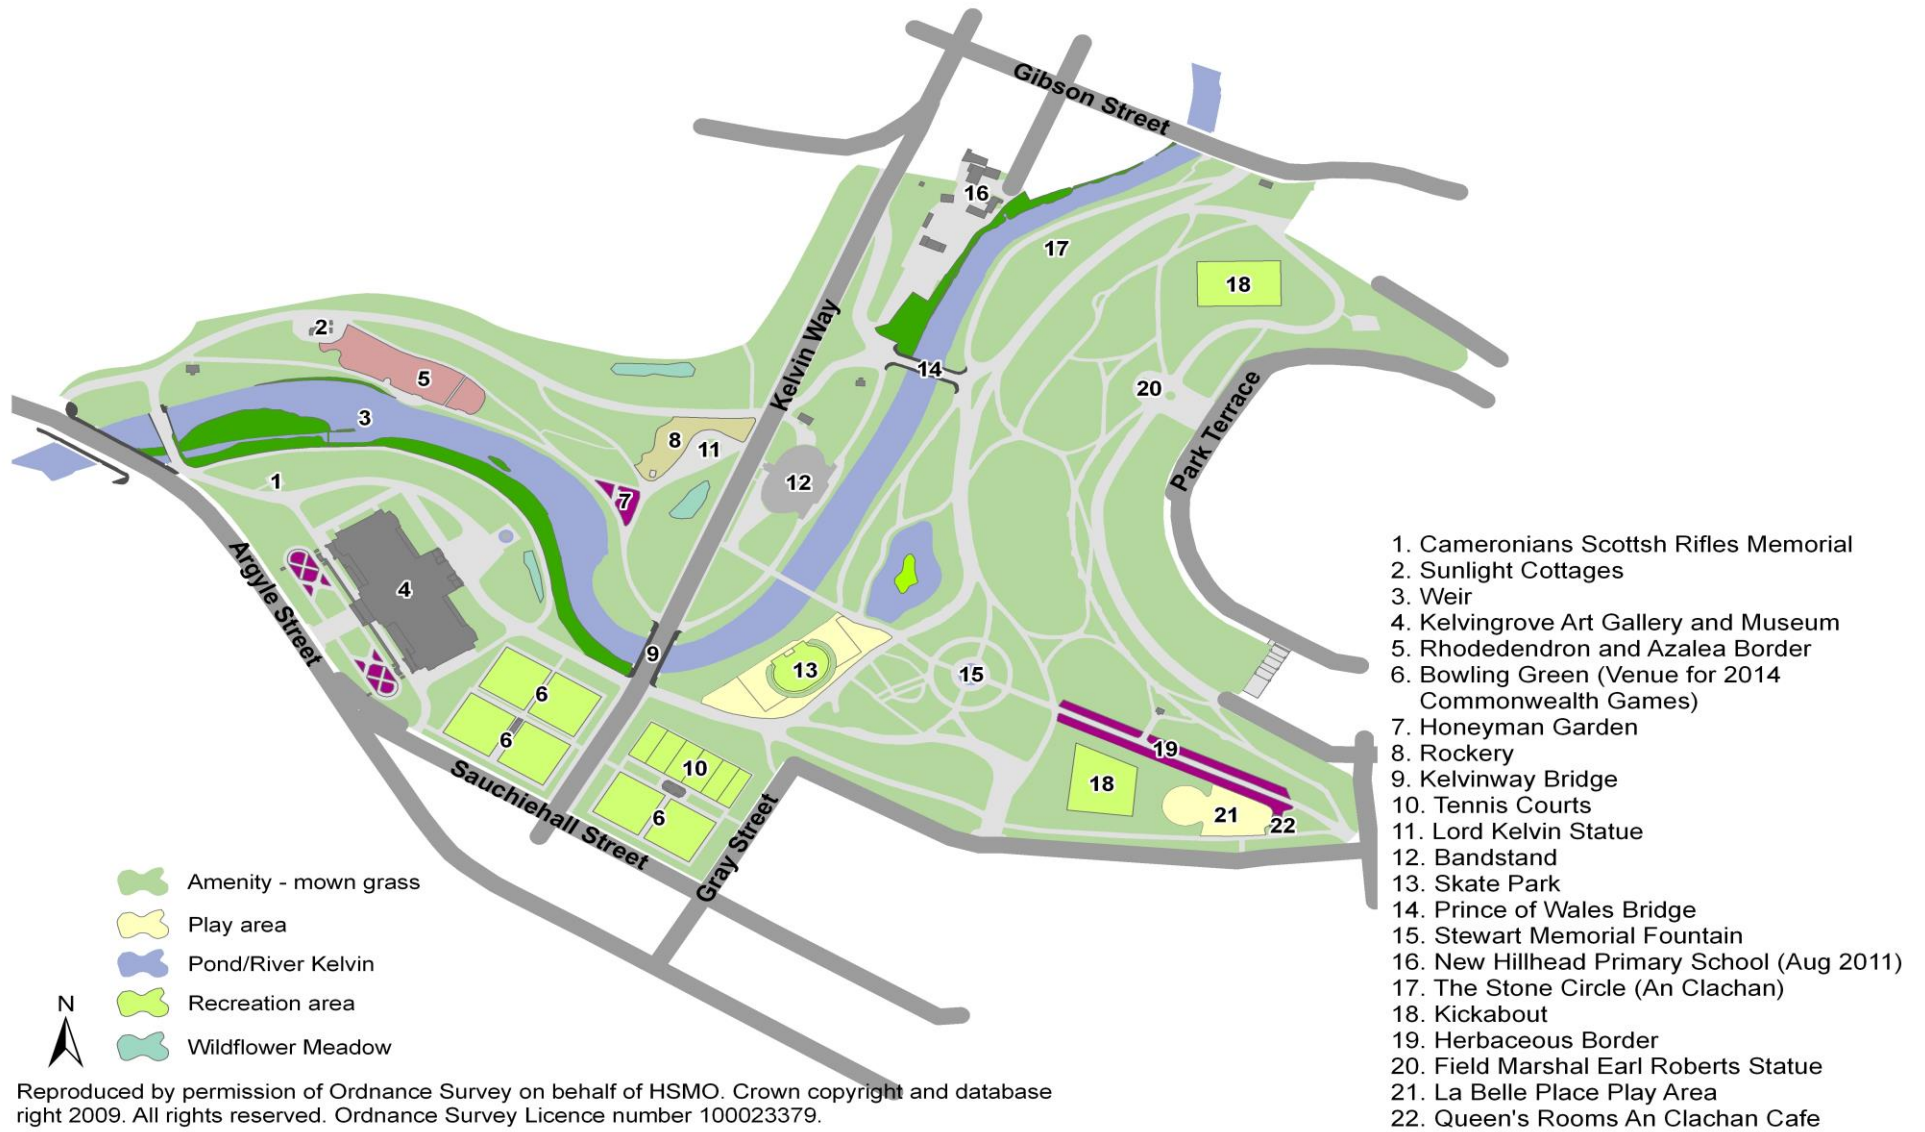 Gibson Street
16
17
18
Kelvin Way
2
14
5
20
3
Park Terrace
8
11
12
1
7
Argyle Street
4
9
13
15
6
6
19
10
18
Sauchiehall Street
6
21
22
Gray Street
1. Cameronians Scottsh Rifles Memorial
2. Sunlight Cottages
3. Weir
4. Kelvingrove Art Gallery and Museum
5. Rhodedendron and Azalea Border
6. Bowling Green (Venue for 2014
Commonwealth Games)
7. Honeyman Garden
8. Rockery
9. Kelvinway Bridge
10. Tennis Courts
11. Lord Kelvin Statue
12. Bandstand
13. Skate Park
14. Prince of Wales Bridge
15. Stewart Memorial Fountain
16. New Hillhead Primary School (Aug 2011)
17. The Stone Circle (An Clachan)
18. Kickabout
19. Herbaceous Border
20. Field Marshal Earl Roberts Statue
21. La Belle Place Play Area
22. Queen's Rooms An Clachan Cafe
Amenity - mown grass
Play area
Pond/River Kelvin
Recreation area
Wildflower Meadow
N
Reproduced by permission of Ordnance Survey on behalf of HSMO. Crown copyright and database
right 2009. All rights reserved. Ordnance Survey Licence number 100023379.